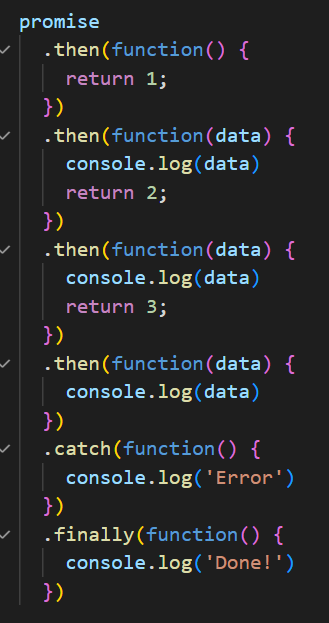 promise
  .then(function() {
    return 1;
  })
  .then(function(data) {
    console.log(data)
    return 2;
  })
  .then(function(data) {
    console.log(data)
    return 3;
  })
  .then(function(data) {
    console.log(data)
  })
  .catch(function() {
    console.log('Error')
  })
  .finally(function() {
    console.log('Done!')
  })